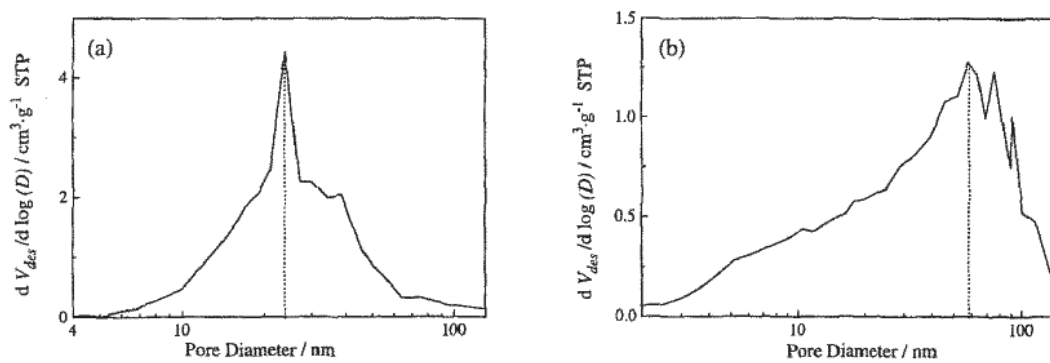 (a)
d V_des /d log (D) / cm³·g⁻¹ STP
4
2
0
4 10 100
Pore Diameter / nm
(b)
d V_des /d log (D) / cm³·g⁻¹ STP
1.5
1.0
0.5
0.0
10 100
Pore Diameter / nm